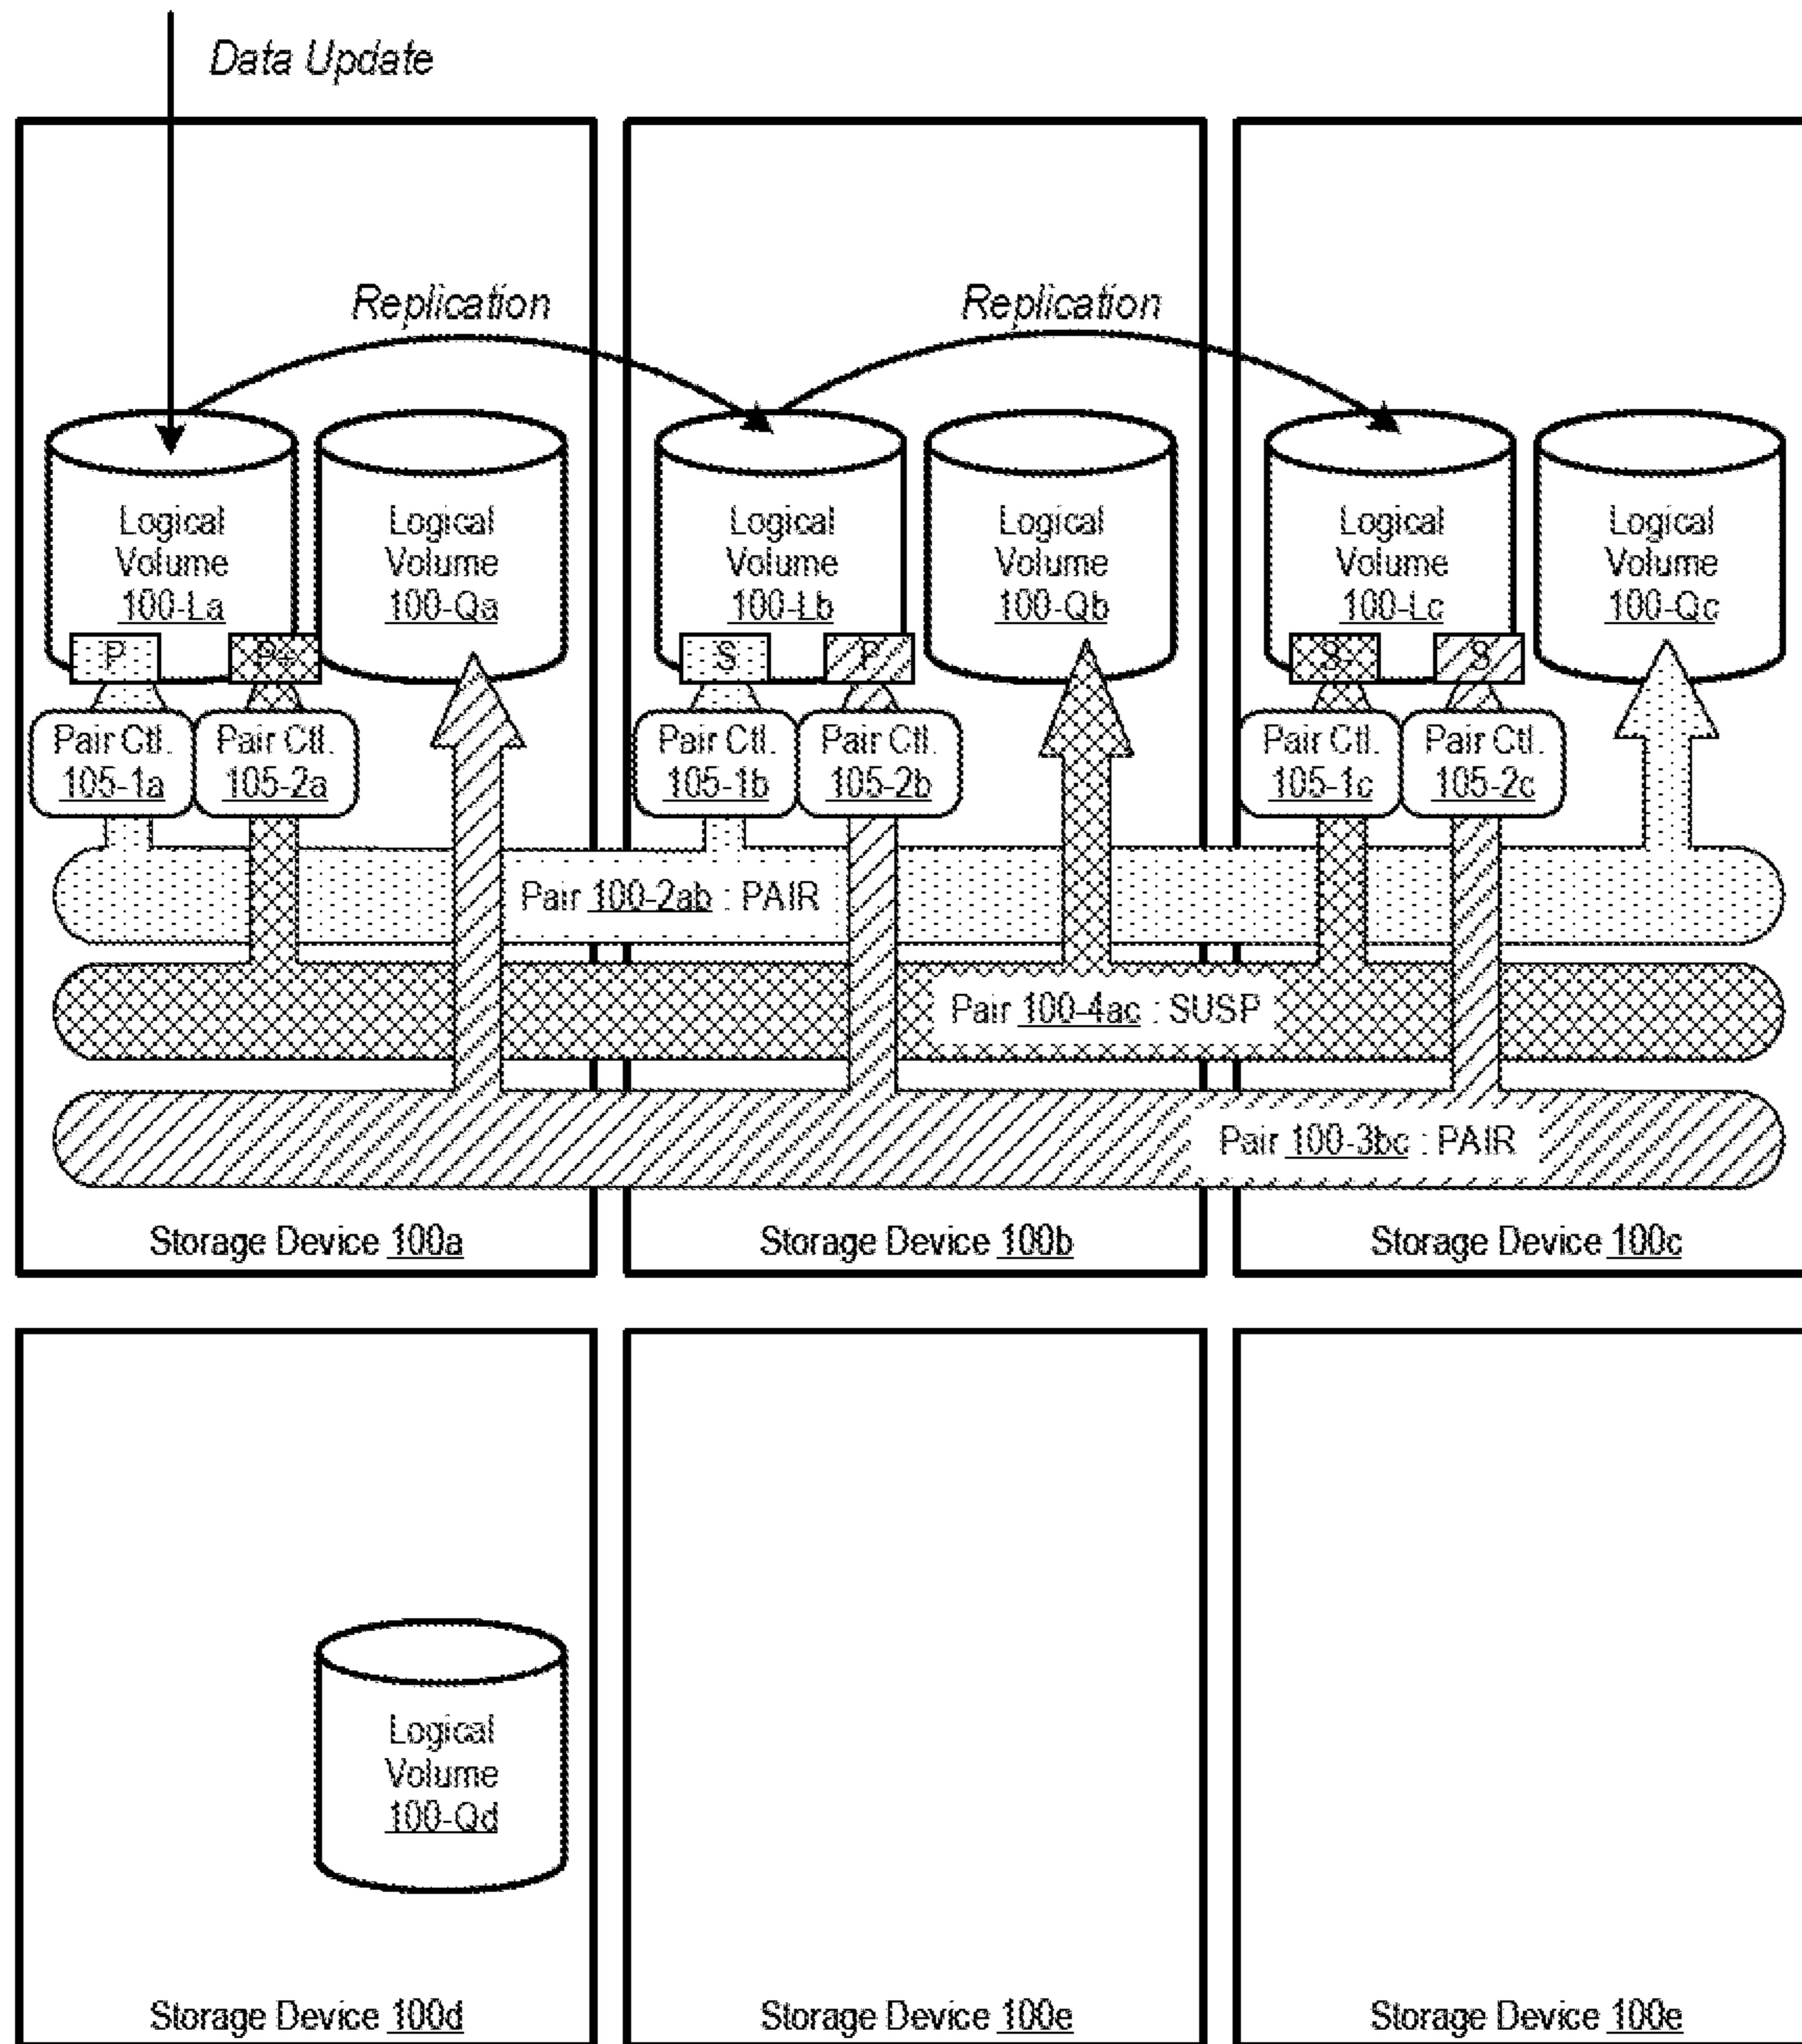 Data Update
Replication
Replication
Logical
Volume
100-La
Logical
Volume
100-Qa
Logical
Volume
100-Lb
Logical
Volume
100-Qb
Logical
Volume
100-Lc
Logical
Volume
100-Qc
P
S
P
S
Pair Ctl.
105-1a
Pair Ctl.
105-2a
Pair Ctl.
105-1b
Pair Ctl.
105-2b
Pair Ctl.
105-1c
Pair Ctl.
105-2c
Pair 100-2ab : PAIR
Pair 100-4ac : SUSP
Pair 100-3bc : PAIR
Storage Device 100a
Storage Device 100b
Storage Device 100c
Logical
Volume
100-Qd
Storage Device 100d
Storage Device 100e
Storage Device 100e